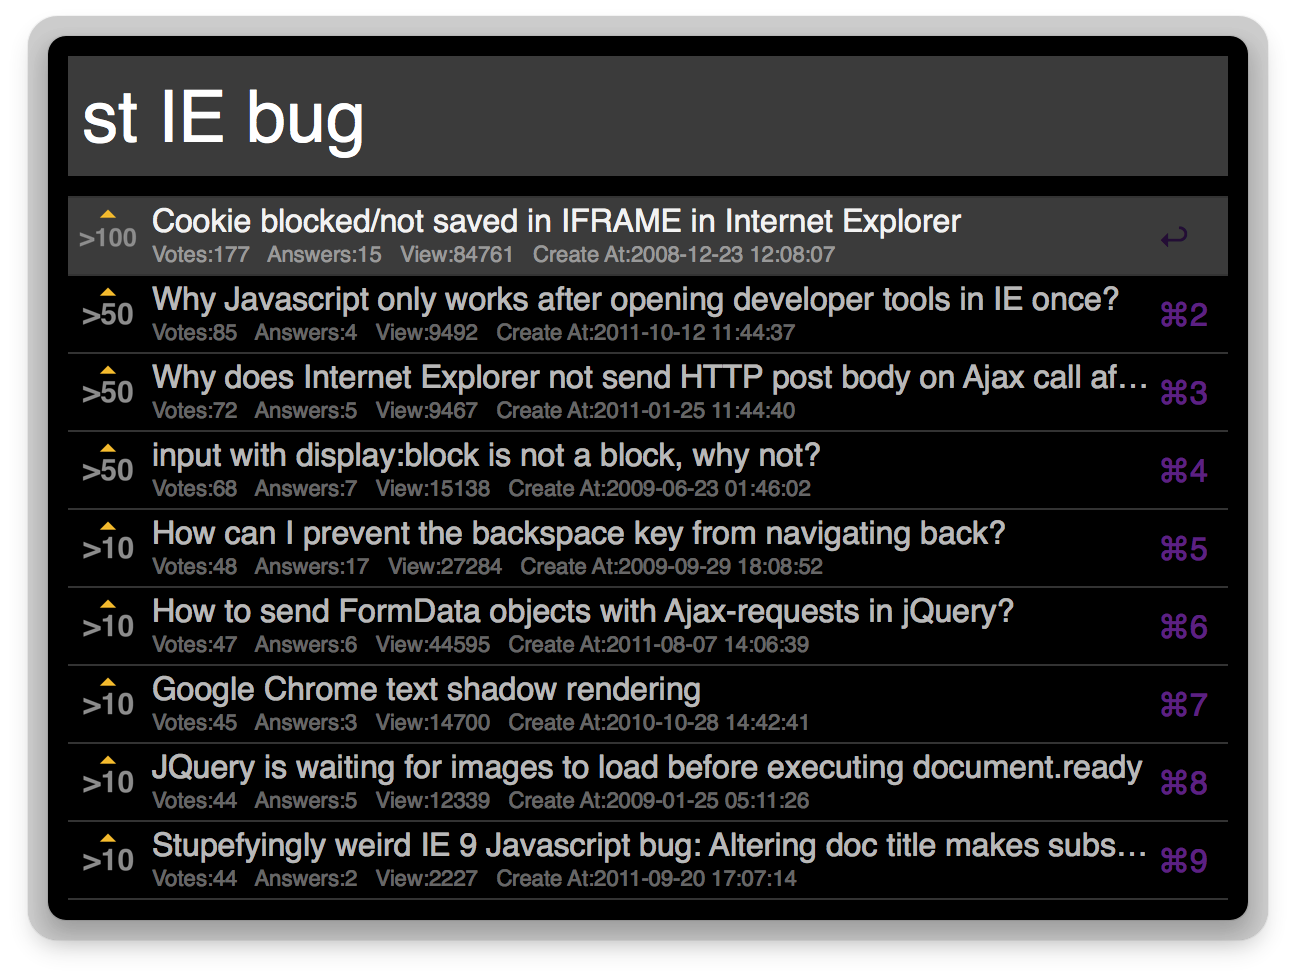 st IE bug
>100 Cookie blocked/not saved in IFRAME in Internet Explorer ↩
Votes:177 Answers:15 View:84761 Create At:2008-12-23 12:08:07
>50 Why Javascript only works after opening developer tools in IE once? ⌘2
Votes:85 Answers:4 View:9492 Create At:2011-10-12 11:44:37
>50 Why does Internet Explorer not send HTTP post body on Ajax call af… ⌘3
Votes:72 Answers:5 View:9467 Create At:2011-01-25 11:44:40
>50 input with display:block is not a block, why not? ⌘4
Votes:68 Answers:7 View:15138 Create At:2009-06-23 01:46:02
>10 How can I prevent the backspace key from navigating back? ⌘5
Votes:48 Answers:17 View:27284 Create At:2009-09-29 18:08:52
>10 How to send FormData objects with Ajax-requests in jQuery? ⌘6
Votes:47 Answers:6 View:44595 Create At:2011-08-07 14:06:39
>10 Google Chrome text shadow rendering ⌘7
Votes:45 Answers:3 View:14700 Create At:2010-10-28 14:42:41
>10 JQuery is waiting for images to load before executing document.ready ⌘8
Votes:44 Answers:5 View:12339 Create At:2009-01-25 05:11:26
>10 Stupefyingly weird IE 9 Javascript bug: Altering doc title makes subs… ⌘9
Votes:44 Answers:2 View:2227 Create At:2011-09-20 17:07:14